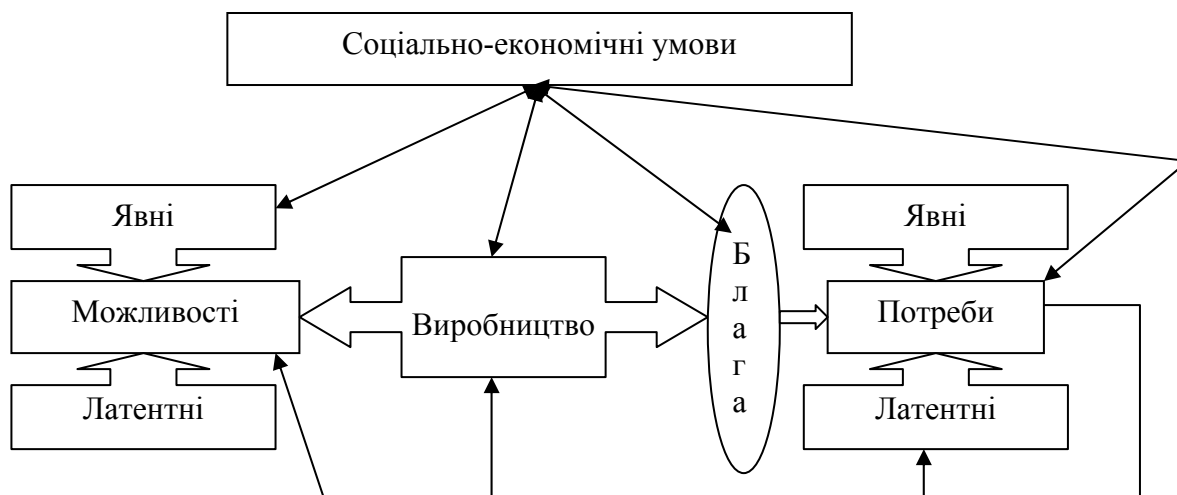 Соціально-економічні умови
Явні
Явні
Б
л
а
г
а
Можливості
Виробництво
Потреби
Латентні
Латентні